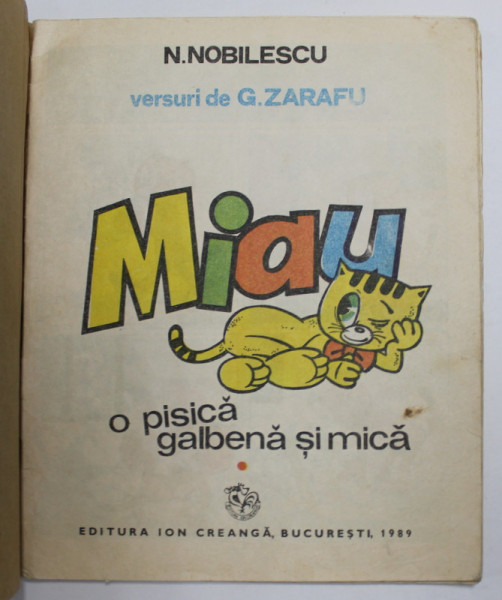 N.NOBILESCU
versuri de G.ZARAFU
Miau
o pisică
galbenă și mică
EDITURA ION CREANGĂ, BUCUREȘTI, 1989